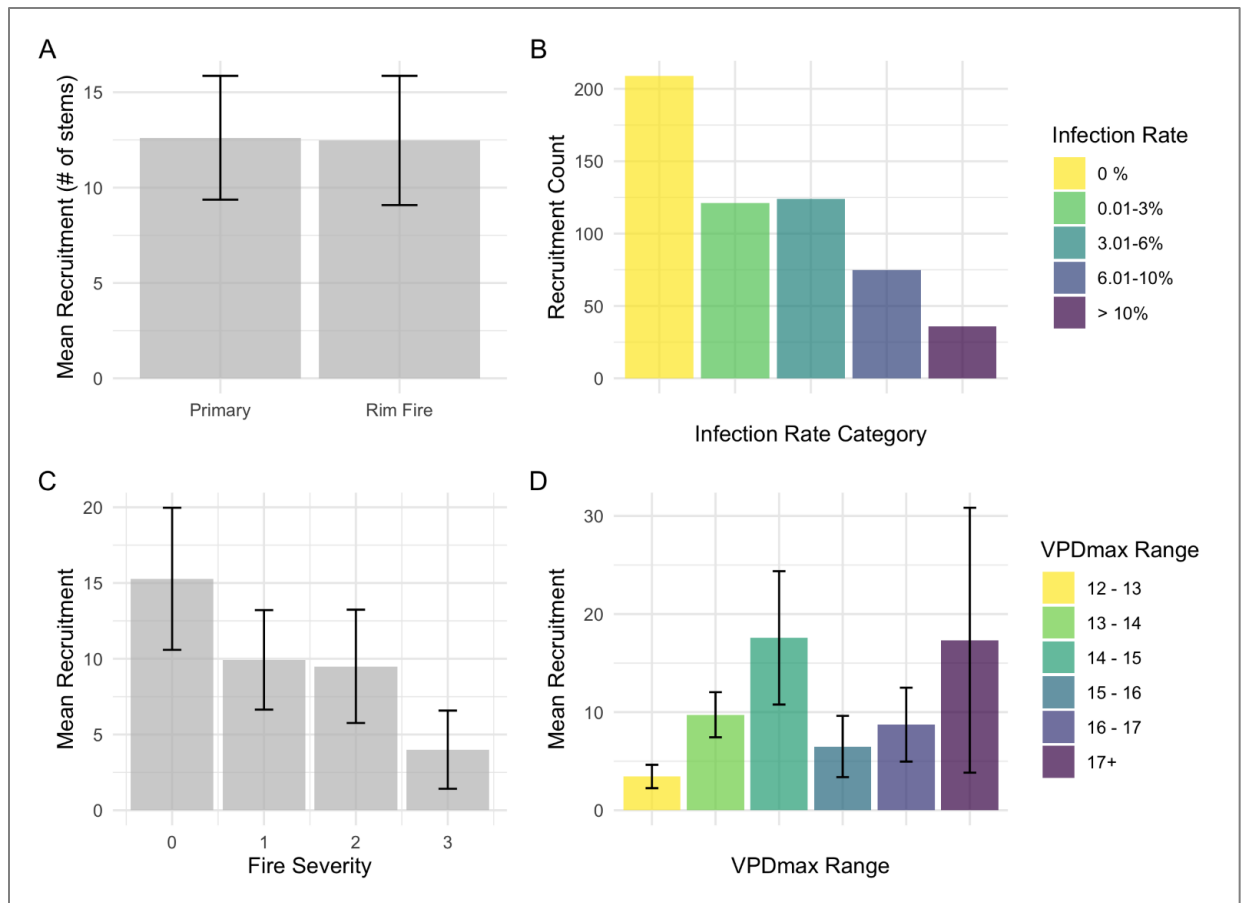 A
Mean Recruitment (# of stems)
15
10
5
0
Primary
Rim Fire
B
Recruitment Count
200
150
100
50
0
Infection Rate Category
Infection Rate
0 %
0.01-3%
3.01-6%
6.01-10%
> 10%
C
Mean Recruitment
20
15
10
5
0
0
1
2
3
Fire Severity
D
Mean Recruitment
30
20
10
0
VPDmax Range
VPDmax Range
12 - 13
13 - 14
14 - 15
15 - 16
16 - 17
17+